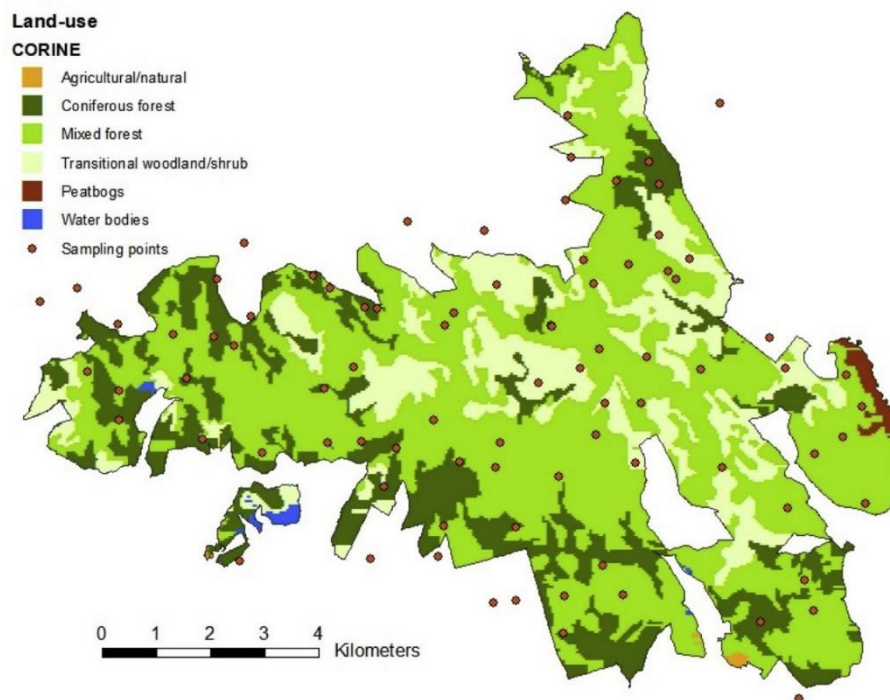 Land-use
CORINE
Agricultural/natural
Coniferous forest
Mixed forest
Transitional woodland/shrub
Peatbogs
Water bodies
Sampling points
0 1 2 3 4
Kilometers